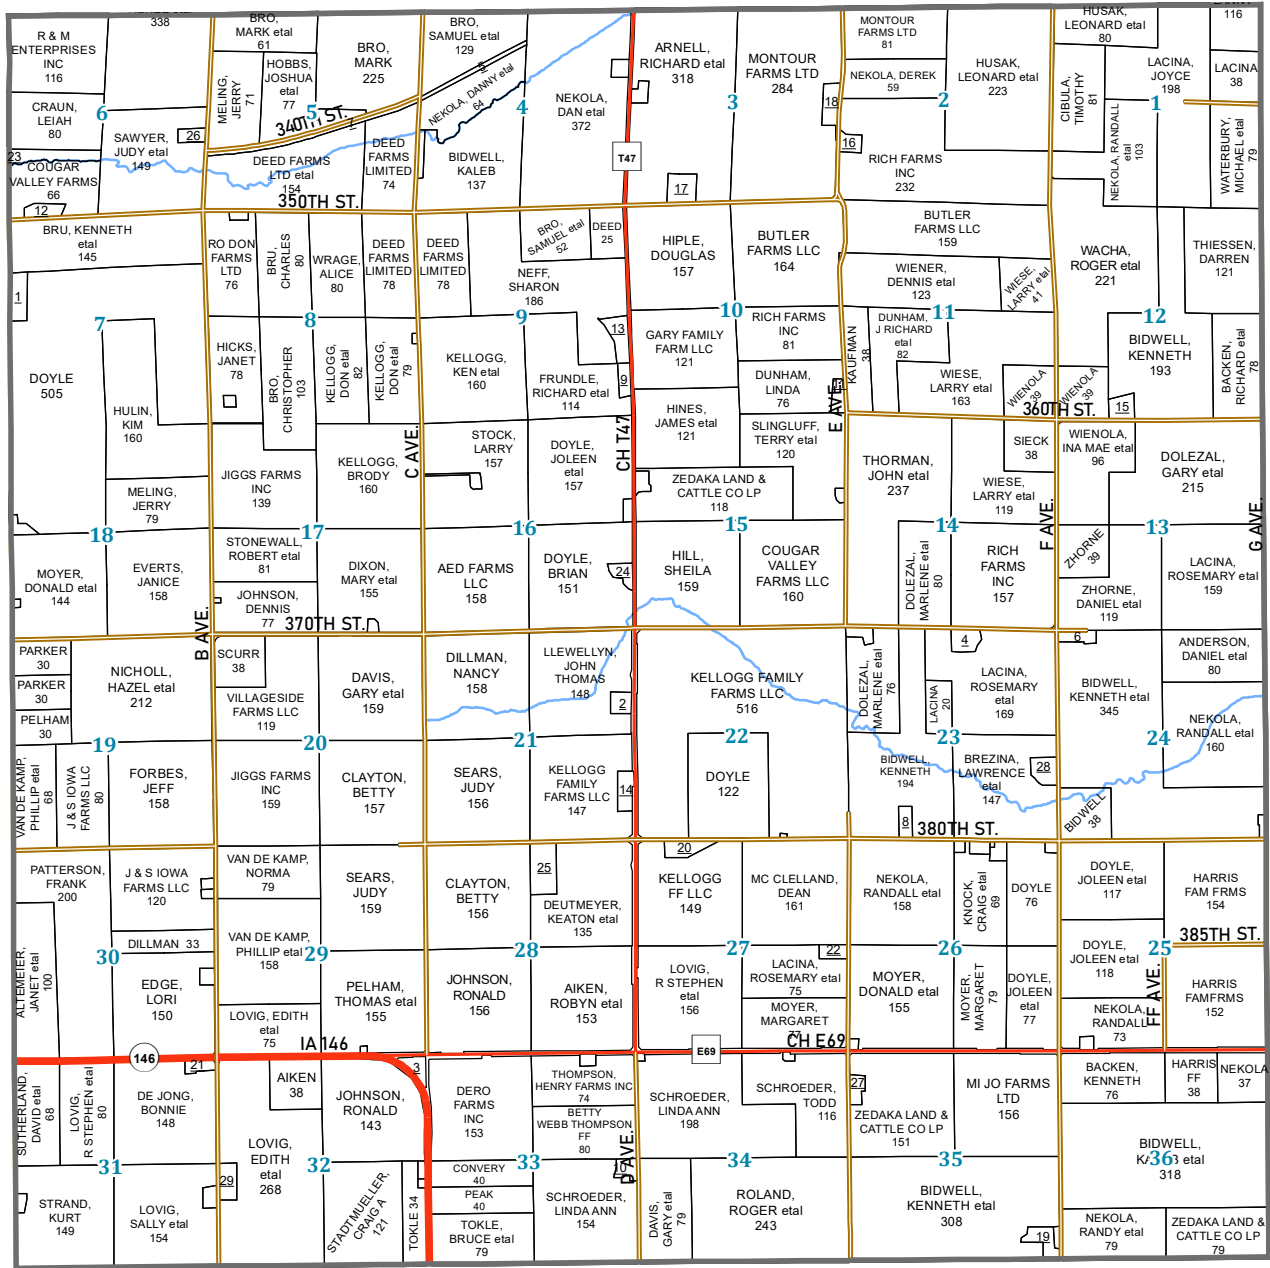 338
R & M
ENTERPRISES
INC
116
BRO,
MARK etal
61
BRO,
MARK
225
BRO,
SAMUEL etal
129
5
ARNELL,
RICHARD etal
318
MONTOUR
FARMS LTD
284
MONTOUR
FARMS LTD
81
HUSAK,
LEONARD etal
80
116
CRAUN,
LEIAH
80
6
SAWYER,
JUDY etal
149
26
MELING,
JERRY
71
HOBBS,
JOSHUA
etal
77
5
340TH ST.
7
NEKOLA, DANNY etal
64
4
NEKOLA,
DAN etal
372
3
18
NEKOLA, DEREK
59
2
HUSAK,
LEONARD etal
223
CIBULA,
TIMOTHY
81
LACINA,
JOYCE
198
LACINA
38
1
23
COUGAR
VALLEY FARMS
66
12
DEED FARMS
LTD etal
154
DEED
FARMS
LIMITED
74
BIDWELL,
KALEB
137
T47
17
16
RICH FARMS
INC
232
NEKOLA, RANDALL
etal
103
WATERBURY,
MICHAEL etal
79
350TH ST.
BRU, KENNETH
etal
145
RO DON
FARMS
LTD
76
BRU,
CHARLES
80
WRAGE,
ALICE
80
DEED
FARMS
LIMITED
78
DEED
FARMS
LIMITED
78
BRO,
SAMUEL etal
52
DEED
25
NEFF,
SHARON
186
HIPLE,
DOUGLAS
157
BUTLER
FARMS LLC
164
BUTLER
FARMS LLC
159
WIENER,
DENNIS etal
123
WIESE,
LARRY etal
41
WACHA,
ROGER etal
221
THIESSEN,
DARREN
121
1
7
8
9
10
11
12
DOYLE
505
HULIN,
KIM
160
HICKS,
JANET
78
BRO,
CHRISTOPHER
103
KELLOGG,
DON etal
82
KELLOGG,
DON etal
79
KELLOGG,
KEN etal
160
13
9
FRUNDLE,
RICHARD etal
114
GARY FAMILY
FARM LLC
121
RICH FARMS
INC
81
DUNHAM,
LINDA
76
KAUFMAN
38
DUNHAM,
J RICHARD
etal
82
WIESE,
LARRY etal
163
WIENOLA
39
WIENOLA
39
BIDWELL,
KENNETH
193
BACKEN,
RICHARD etal
78
15
360TH ST.
E AVE.
C AVE.
CH T47
MELING,
JERRY
79
JIGGS FARMS
INC
139
KELLOGG,
BRODY
160
STOCK,
LARRY
157
DOYLE,
JOLEEN
etal
157
HINES,
JAMES etal
121
SLINGLUFF,
TERRY etal
120
ZEDAKA LAND &
CATTLE CO LP
118
THORMAN,
JOHN etal
237
SIECK
38
WIESE,
LARRY etal
119
WIENOLA,
INA MAE etal
96
DOLEZAL,
GARY etal
215
F AVE.
G AVE.
18
17
16
15
14
13
MOYER,
DONALD etal
144
EVERTS,
JANICE
158
STONEWALL,
ROBERT etal
81
JOHNSON,
DENNIS
77
DIXON,
MARY etal
155
AED FARMS
LLC
158
DOYLE,
BRIAN
151
24
HILL,
SHEILA
159
COUGAR
VALLEY
FARMS LLC
160
DOLEZAL,
MARLENE etal
80
RICH
FARMS
INC
157
ZHORNE
39
ZHORNE,
DANIEL etal
119
LACINA,
ROSEMARY etal
159
B AVE.
370TH ST.
PARKER
30
PARKER
30
PELHAM
30
NICHOLL,
HAZEL etal
212
SCURR
38
VILLAGESIDE
FARMS LLC
119
DAVIS,
GARY etal
159
DILLMAN,
NANCY
158
LLEWELLYN,
JOHN
THOMAS
148
2
KELLOGG FAMILY
FARMS LLC
516
DOLEZAL,
MARLENE etal
76
4
LACINA
20
LACINA,
ROSEMARY
etal
169
6
BIDWELL,
KENNETH etal
345
ANDERSON,
DANIEL etal
80
NEKOLA,
RANDALL etal
160
19
20
21
22
23
24
VAN DE KAMP,
PHILLIP etal
68
J & S IOWA
FARMS LLC
80
FORBES,
JEFF
158
JIGGS FARMS
INC
159
CLAYTON,
BETTY
157
SEARS,
JUDY
156
KELLOGG
FAMILY
FARMS LLC
147
14
DOYLE
122
BIDWELL,
KENNETH
194
BREZINA,
LAWRENCE
etal
147
28
8
BIDWELL
38
380TH ST.
PATTERSON,
FRANK
200
J & S IOWA
FARMS LLC
120
VAN DE KAMP,
NORMA
79
SEARS,
JUDY
159
CLAYTON,
BETTY
156
25
DEUTMEYER,
KEATON etal
135
20
KELLOGG
FF LLC
149
MC CLELLAND,
DEAN
161
NEKOLA,
RANDALL etal
158
KNOCK,
CRAIG etal
69
DOYLE
76
DOYLE,
JOLEEN etal
117
HARRIS
FAM FRMS
154
385TH ST.
ALTEMEIER,
JANET etal
100
DILLMAN 33
VAN DE KAMP,
PHILLIP etal
158
30
29
28
27
26
25
22
EDGE,
LORI
150
LOVIG, EDITH
etal
75
PELHAM,
THOMAS etal
155
JOHNSON,
RONALD
156
AIKEN,
ROBYN etal
153
LOVIG,
R STEPHEN
etal
156
LACINA,
ROSEMARY etal
75
MOYER,
MARGARET
77
MOYER,
DONALD etal
155
MOYER,
MARGARET
79
DOYLE,
JOLEEN
etal
77
DOYLE,
JOLEEN etal
118
NEKOLA,
RANDALL
73
FF AVE.
HARRIS
FAMFRMS
152
IA 146
146
E69
CH E69
21
3
SUTHERLAND,
DAVID etal
68
LOVIG,
R STEPHEN etal
80
DE JONG,
BONNIE
148
AIKEN
38
JOHNSON,
RONALD
143
DERO
FARMS
INC
153
THOMPSON,
HENRY FARMS INC
74
BETTY
WEBB THOMPSON
FF
80
SCHROEDER,
LINDA ANN
198
SCHROEDER,
TODD
116
27
ZEDAKA LAND &
CATTLE CO LP
151
MI JO FARMS
LTD
156
BACKEN,
KENNETH
76
HARRIS
FF
38
NEKOLA
37
31
LOVIG,
EDITH
etal
268
32
33
10
D AVE.
34
35
36
BIDWELL,
KALEB etal
318
STRAND,
KURT
149
LOVIG,
SALLY etal
154
29
STADTMUELLER,
CRAIG A
121
TOKLE 34
CONVERY
40
PEAK
40
TOKLE,
BRUCE etal
79
SCHROEDER,
LINDA ANN
154
DAVIS,
GARY etal
79
ROLAND,
ROGER etal
243
BIDWELL,
KENNETH etal
308
19
NEKOLA,
RANDY etal
79
ZEDAKA LAND &
CATTLE CO LP
79